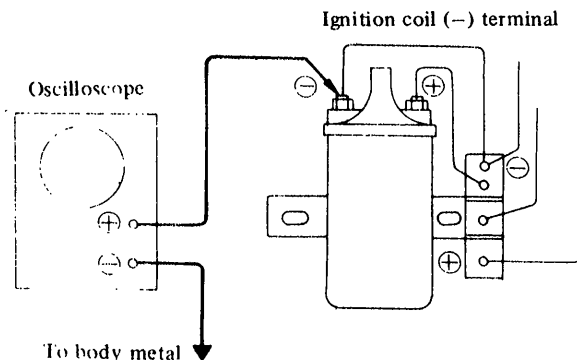 Ignition coil (−) terminal
Oscilloscope
⊖
⊕
⊖
⊕
⊖
⊕
To body metal